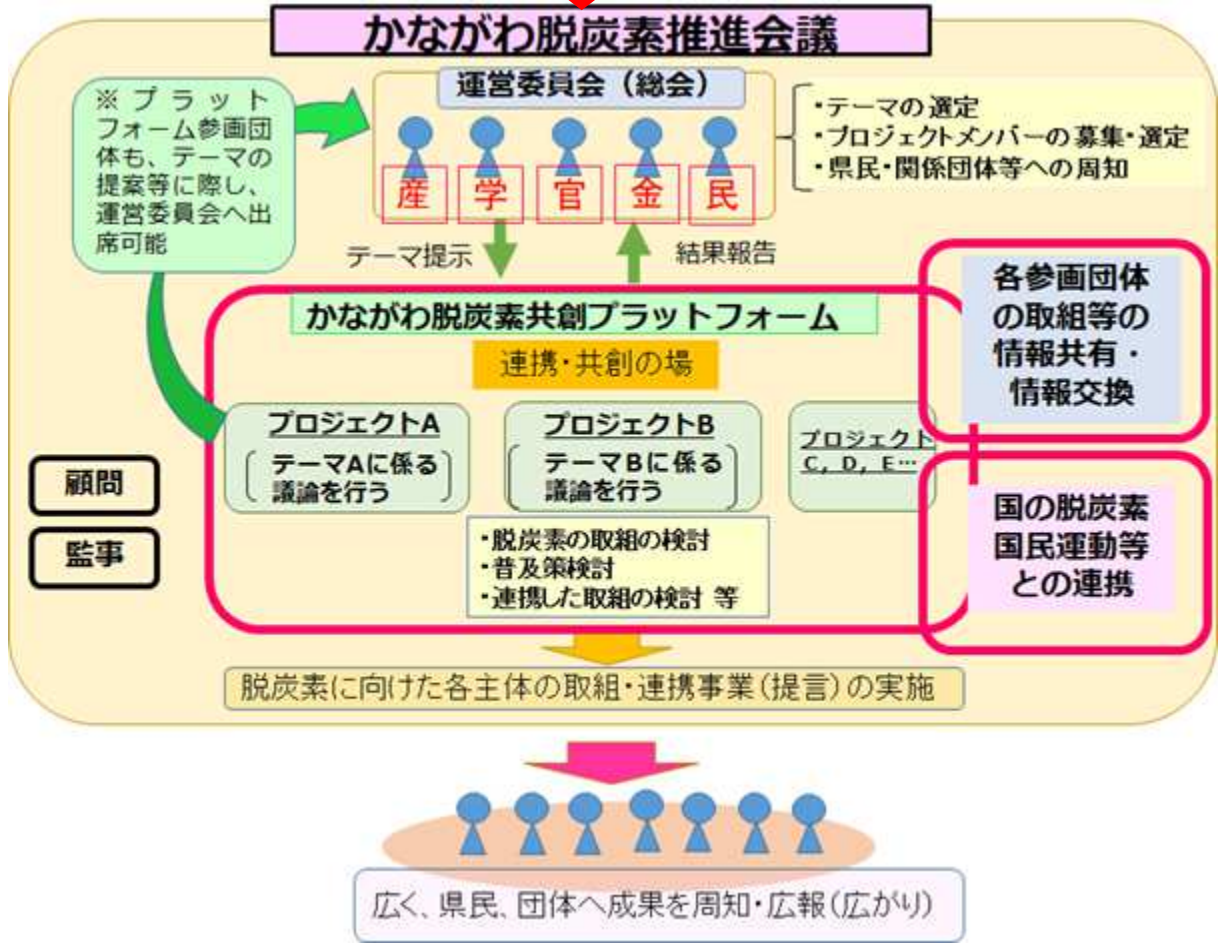 かながわ脱炭素推進会議
運営委員会（総会）
産 学 官 金 民
・テーマの選定
・プロジェクトメンバーの募集・選定
・県民・関係団体等への周知
※プラット
フォーム参画団
体も、テーマの
提案等に際し、
運営委員会へ出
席可能
テーマ提示
結果報告
かながわ脱炭素共創プラットフォーム
連携・共創の場
各参画団体
の取組等の
情報共有・
情報交換
プロジェクトA
テーマAに係る
議論を行う
プロジェクトB
テーマBに係る
議論を行う
プロジェクト
C, D, E…
顧問
監事
・脱炭素の取組の検討
・普及策検討
・連携した取組の検討 等
国の脱炭素
国民運動等
との連携
脱炭素に向けた各主体の取組・連携事業(提言)の実施
広く、県民、団体へ成果を周知・広報(広がり)